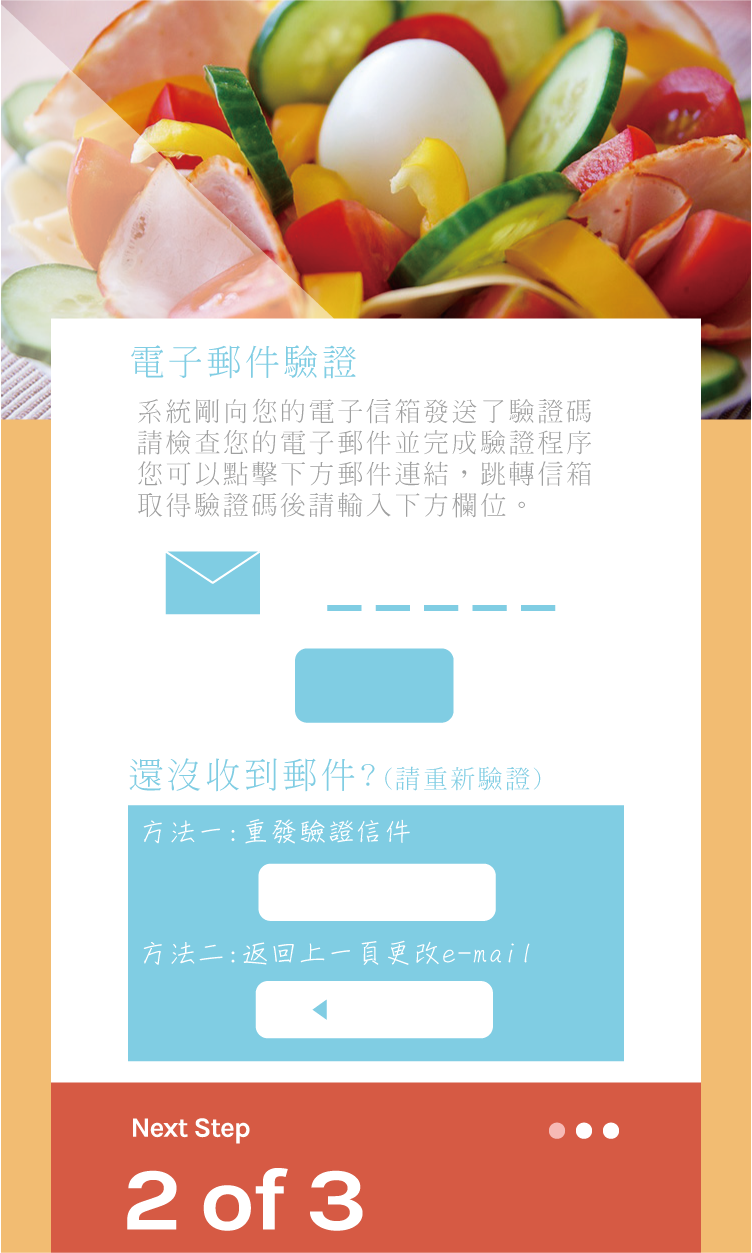 電子郵件驗證
系統剛向您的電子信箱發送了驗證碼
請檢查您的電子郵件並完成驗證程序
您可以點擊下方郵件連結，跳轉信箱
取得驗證碼後請輸入下方欄位。
還沒收到郵件?(請重新驗證)
方法一:重發驗證信件
方法二:返回上一頁更改e-mail
Next Step
2 of 3